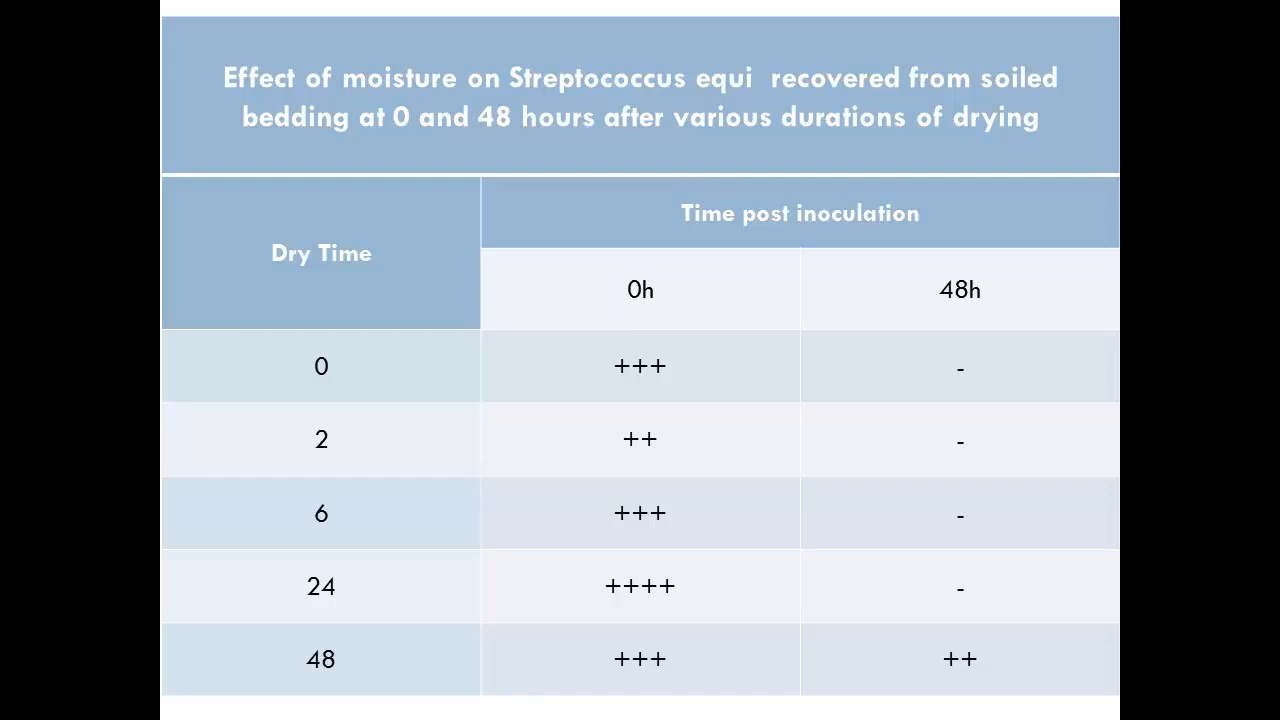 Effect of moisture on Streptococcus equi recovered from soiled
bedding at 0 and 48 hours after various durations of drying
Dry Time
Time post inoculation
0h 48h
0 +++ -
2 ++ -
6 +++ -
24 ++++ -
48 +++ ++